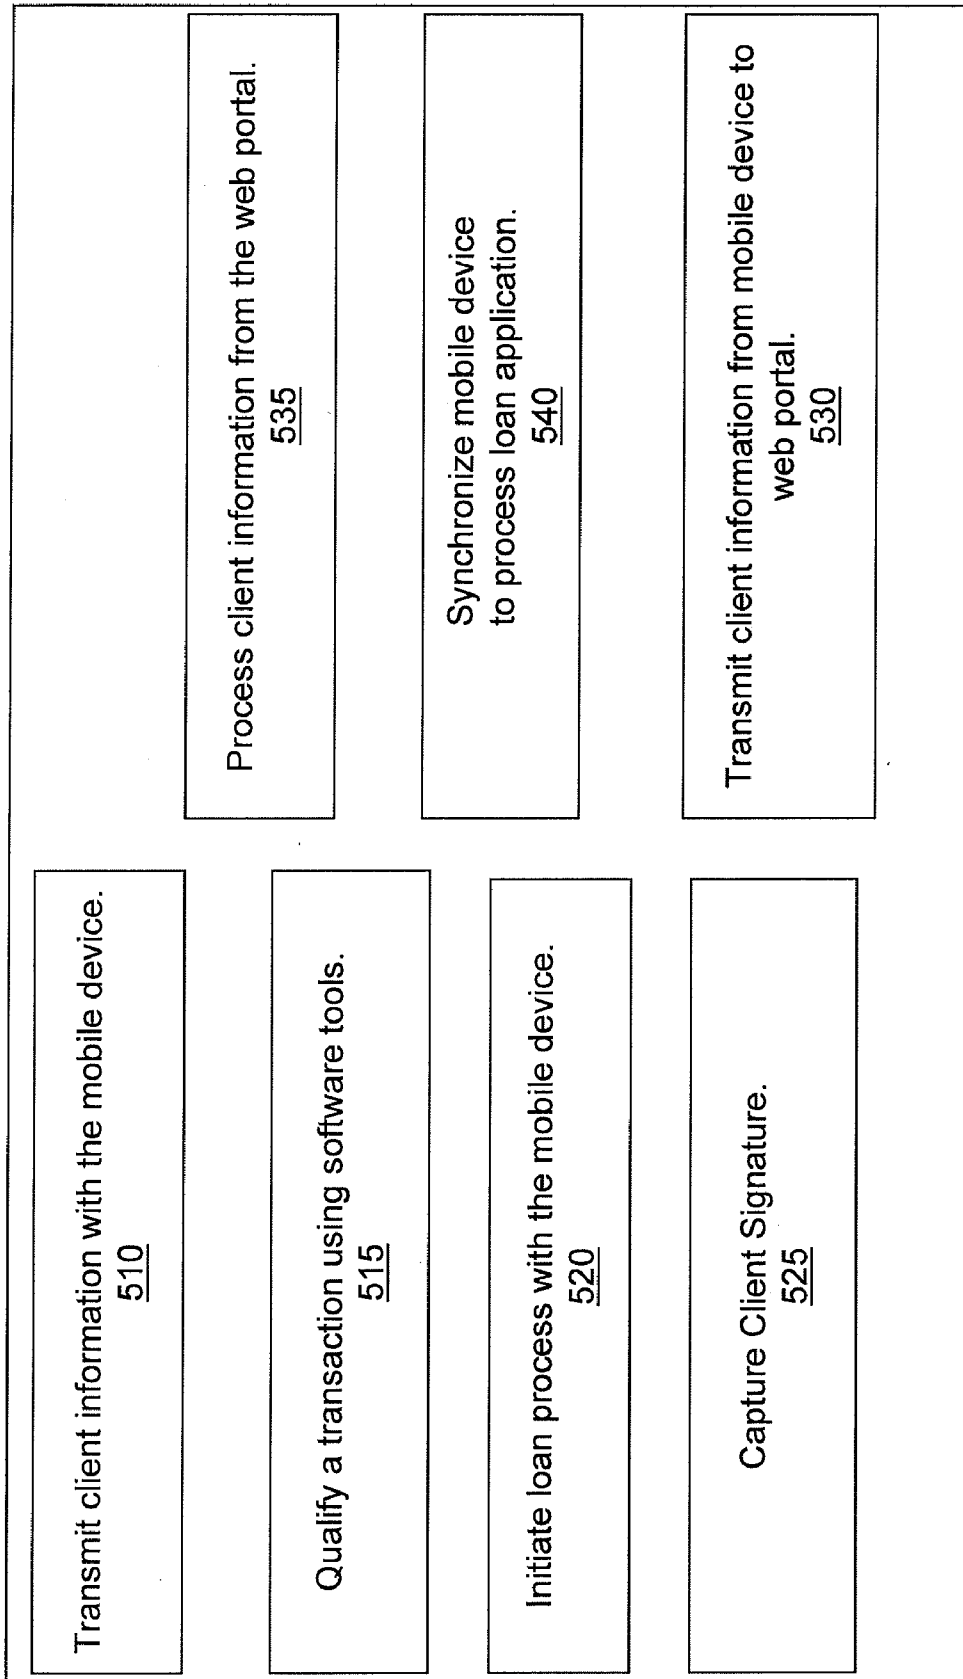 Transmit client information with the mobile device.
510
Qualify a transaction using software tools.
515
Initiate loan process with the mobile device.
520
Capture Client Signature.
525
Process client information from the web portal.
535
Synchronize mobile device
to process loan application.
540
Transmit client information from mobile device to
web portal.
530